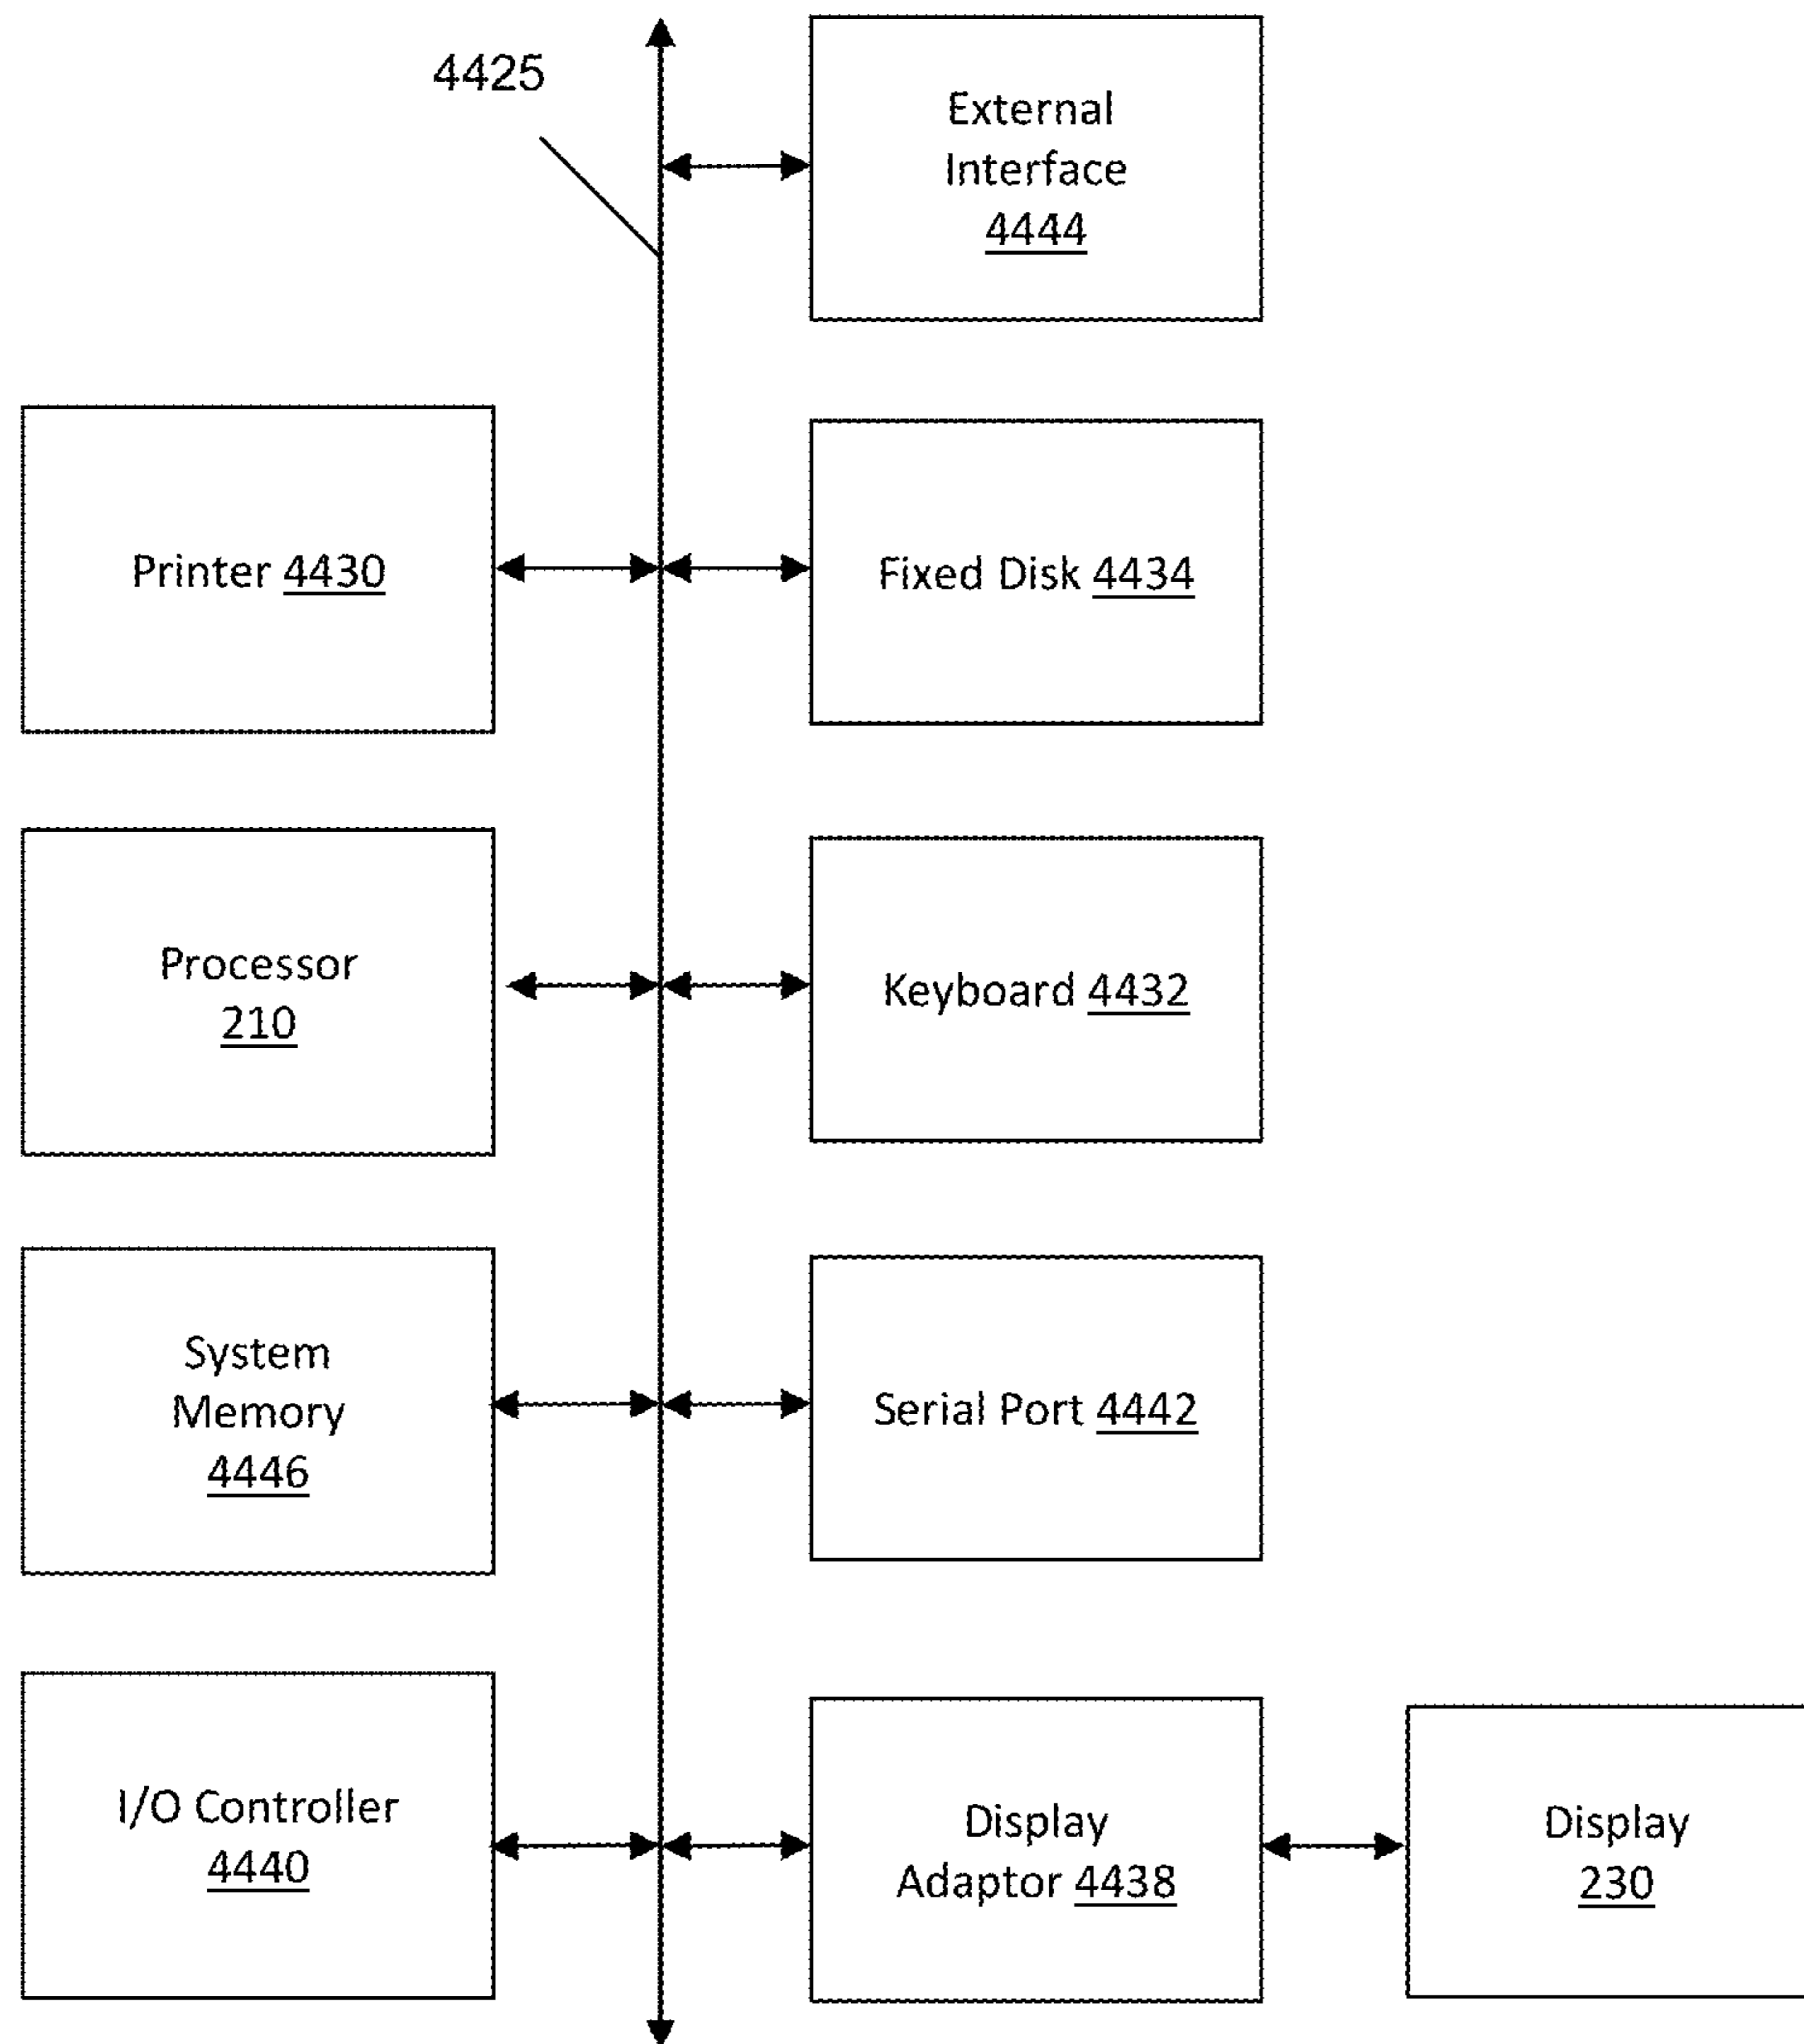 4425
External
Interface
4444
Printer 4430
Fixed Disk 4434
Processor
210
Keyboard 4432
System
Memory
4446
Serial Port 4442
I/O Controller
4440
Display
Adaptor 4438
Display
230